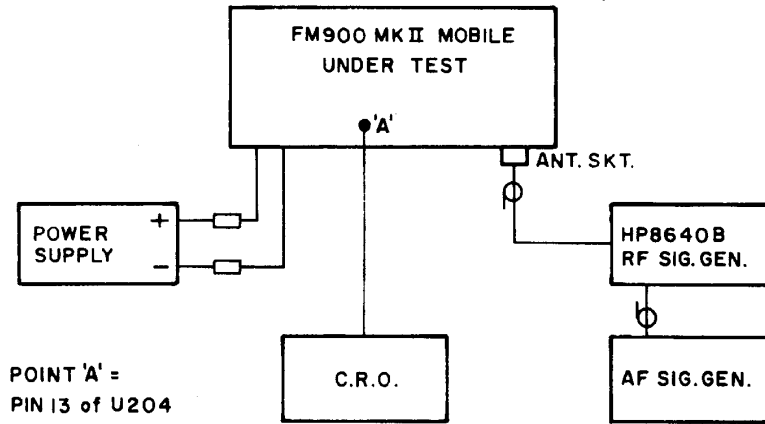 FM900 MK II MOBILE
UNDER TEST
'A'
ANT. SKT.
POWER
SUPPLY
+
−
HP8640B
RF SIG. GEN.
C.R.O.
AF SIG. GEN.
POINT 'A' =
PIN 13 of U204